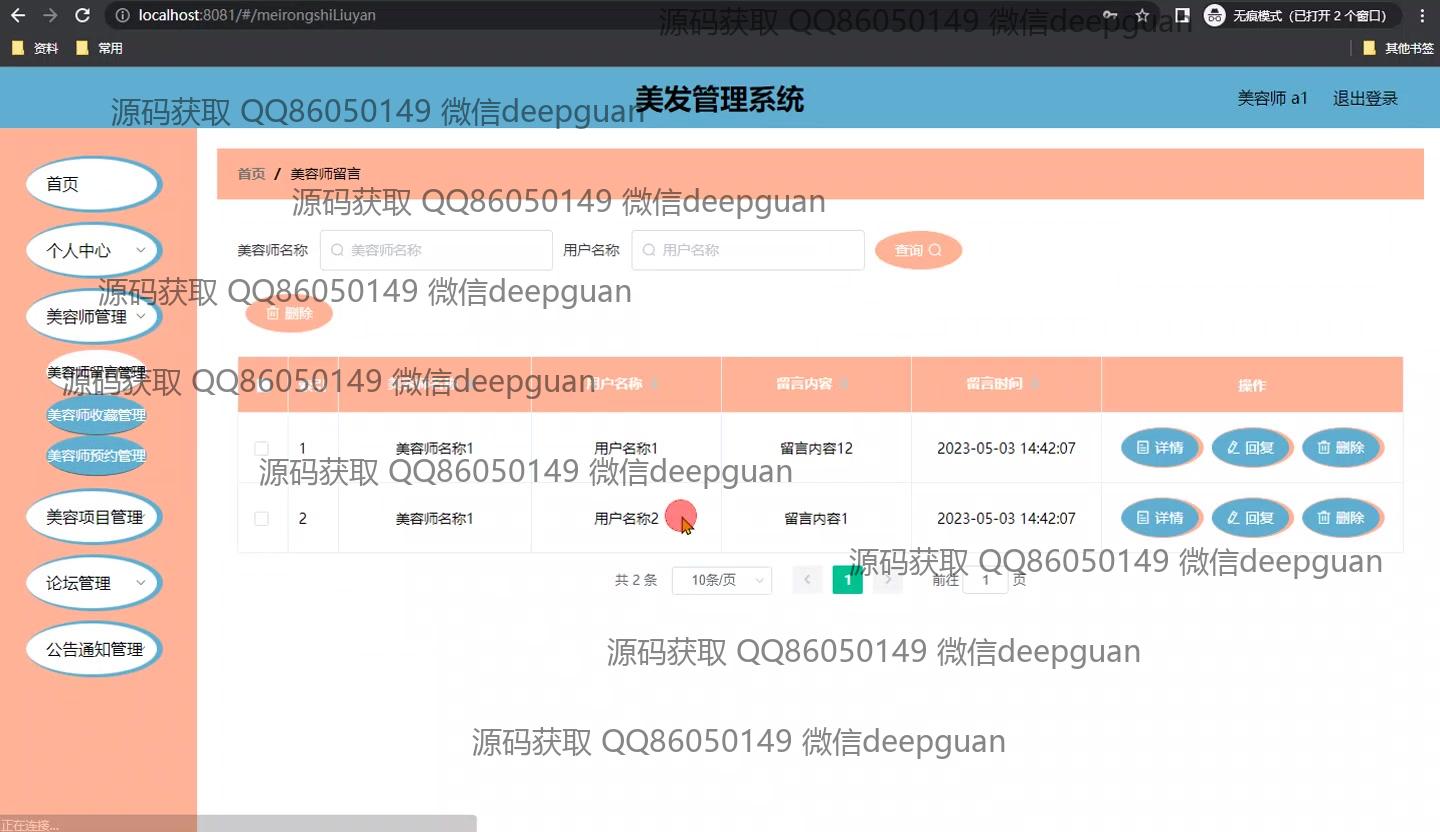 localhost:8081/#/meirongshiLiuyan
无痕模式（已打开 2 个窗口）
资料 常用 其他书签
源码获取 QQ86050149 微信deepguan
美发管理系统
美容师 a1 退出登录
源码获取 QQ86050149 微信deepguan
首页
个人中心
美容师管理
美容师留言管理
美容师收藏管理
美容师预约管理
美容项目管理
论坛管理
公告通知管理
首页 / 美容师留言
源码获取 QQ86050149 微信deepguan
美容师名称 美容师名称 用户名称 用户名称 查询
源码获取 QQ86050149 微信deepguan
删除
源码获取 QQ86050149 微信deepguan
用户名称 留言内容 留言时间 操作
1 美容师名称1 用户名称1 留言内容12 2023-05-03 14:42:07 详情 回复 删除
源码获取 QQ86050149 微信deepguan
2 美容师名称1 用户名称2 留言内容1 2023-05-03 14:42:07 详情 回复 删除
源码获取 QQ86050149 微信deepguan
共 2 条 10条/页 1 前往 1 页
源码获取 QQ86050149 微信deepguan
源码获取 QQ86050149 微信deepguan
正在连接...